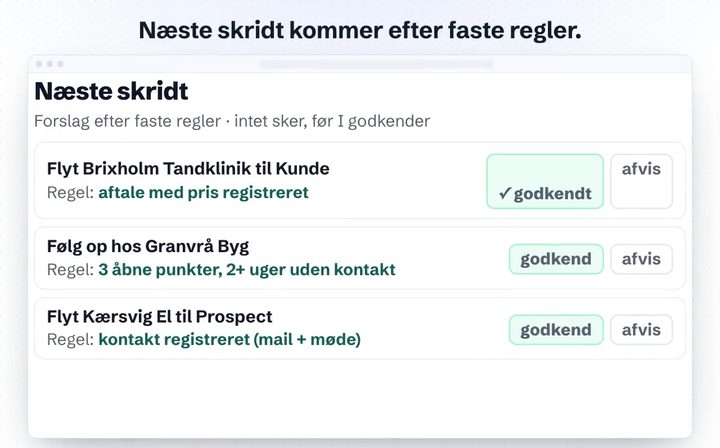 Næste skridt kommer efter faste regler.
Næste skridt
Forslag efter faste regler · intet sker, før I godkender
Flyt Brixholm Tandklinik til Kunde
Regel: aftale med pris registreret
✓godkendt
afvis
Følg op hos Granvrå Byg
Regel: 3 åbne punkter, 2+ uger uden kontakt
godkend
afvis
Flyt Kærsvig El til Prospect
Regel: kontakt registreret (mail + møde)
godkend
afvis